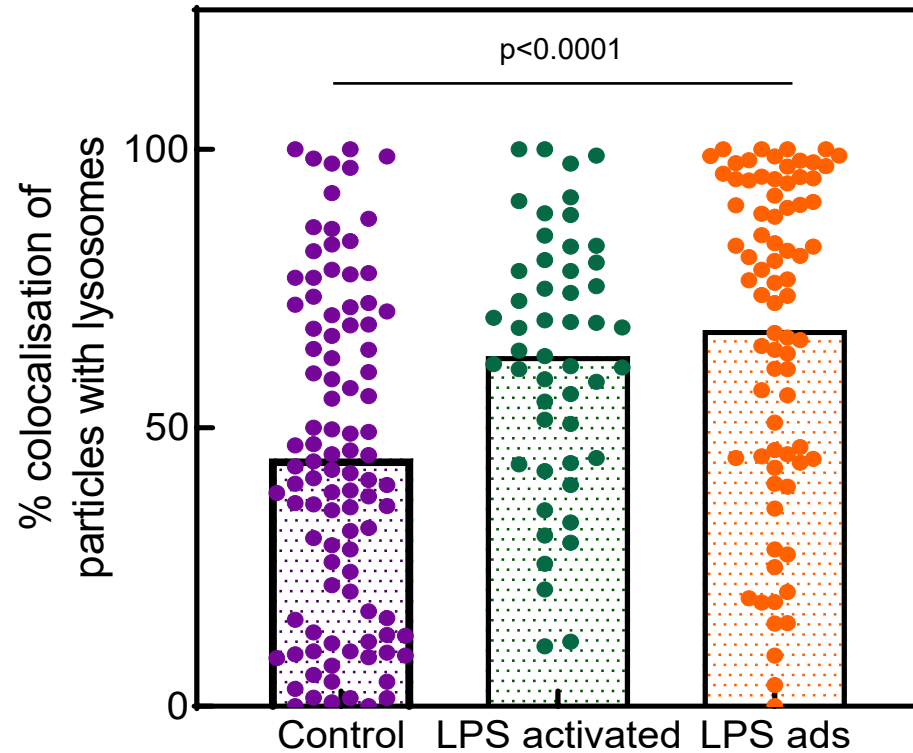 p<0.0001
% colocalisation of
particles with lysosomes
100
50
0
Control LPS activated LPS ads